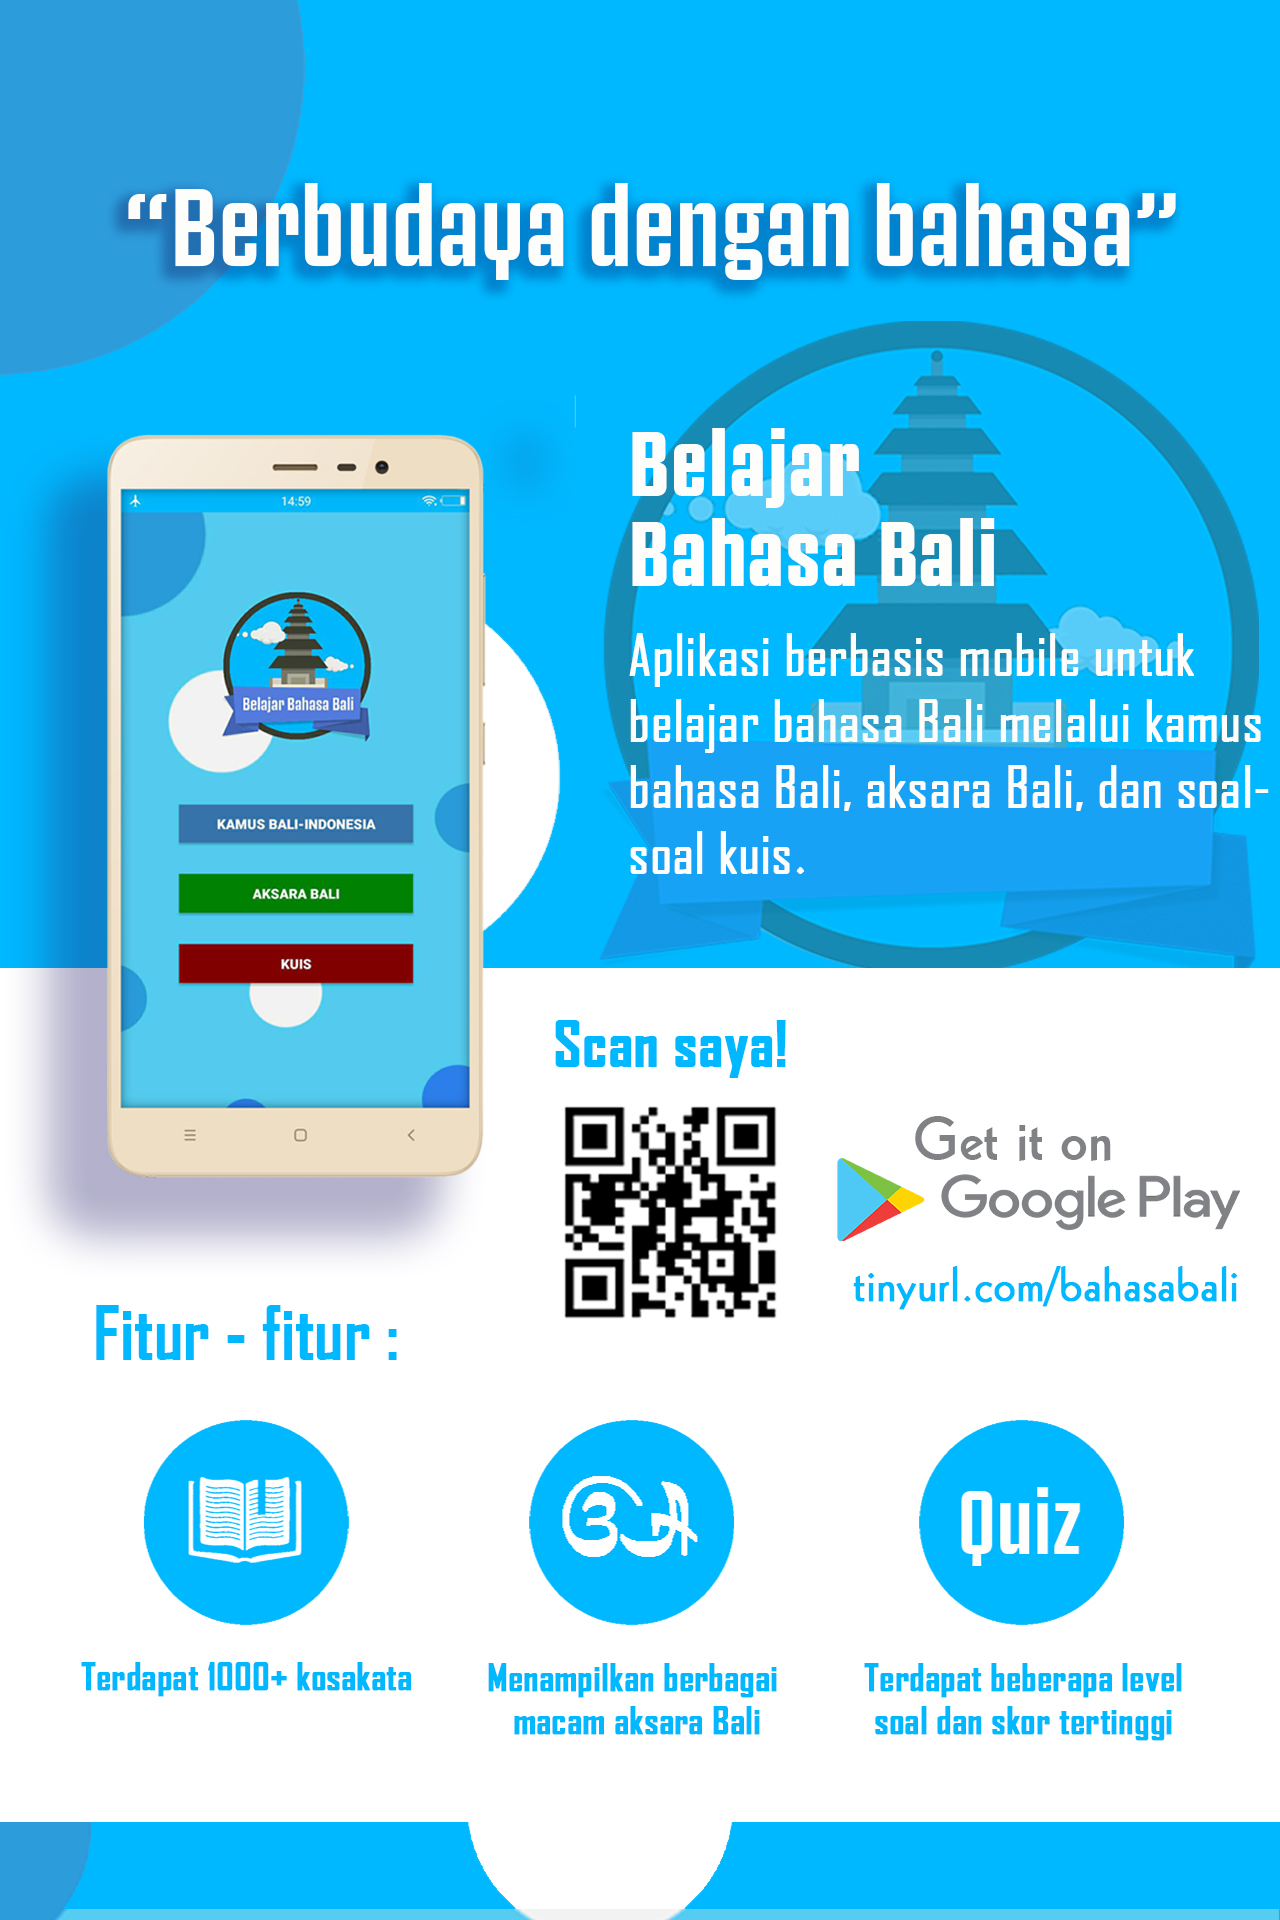 “Berbudaya dengan bahasa”
Belajar
Bahasa Bali
Aplikasi berbasis mobile untuk
belajar bahasa Bali melalui kamus
bahasa Bali, aksara Bali, dan soal-
soal kuis.
14:59
Belajar Bahasa Bali
KAMUS BALI-INDONESIA
AKSARA BALI
KUIS
Scan saya!
Get it on
Google Play
tinyurl.com/bahasabali
Fitur - fitur :
Quiz
Terdapat 1000+ kosakata
Menampilkan berbagai
macam aksara Bali
Terdapat beberapa level
soal dan skor tertinggi